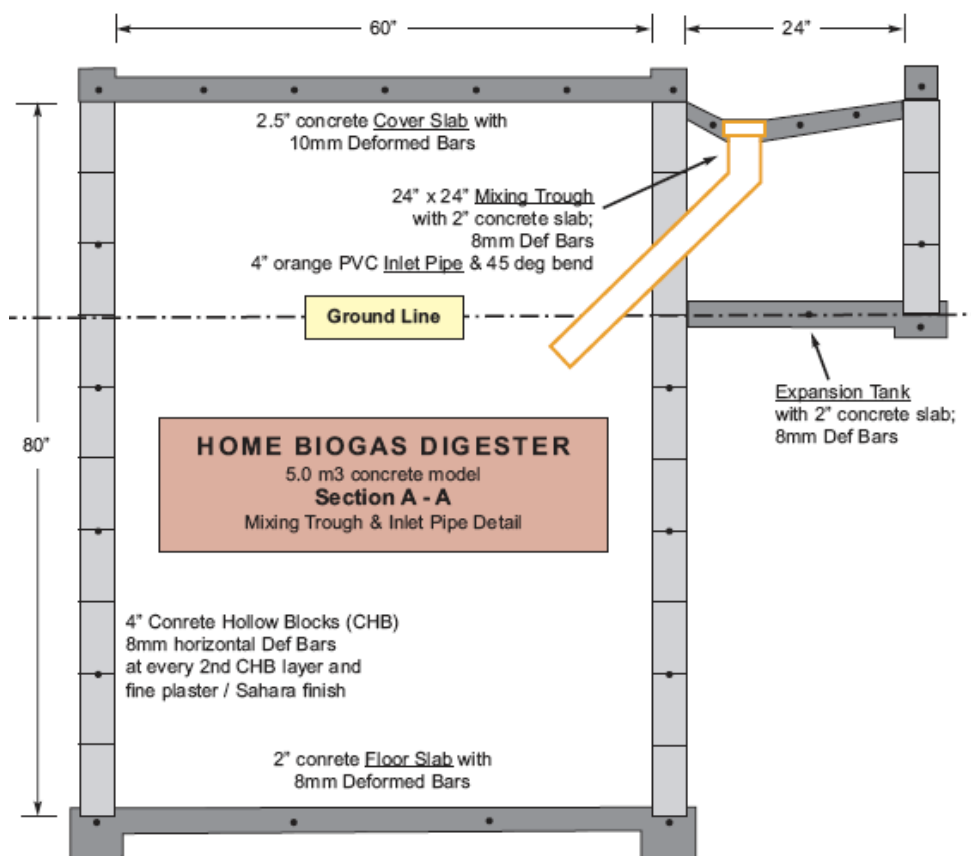 60”
24”
2.5” concrete Cover Slab with
10mm Deformed Bars
24” x 24” Mixing Trough
with 2” concrete slab;
8mm Def Bars
4” orange PVC Inlet Pipe & 45 deg bend
Ground Line
Expansion Tank
with 2” concrete slab;
8mm Def Bars
80”
HOME BIOGAS DIGESTER
5.0 m3 concrete model
Section A - A
Mixing Trough & Inlet Pipe Detail
4” Conrete Hollow Blocks (CHB)
8mm horizontal Def Bars
at every 2nd CHB layer and
fine plaster / Sahara finish
2” conrete Floor Slab with
8mm Deformed Bars